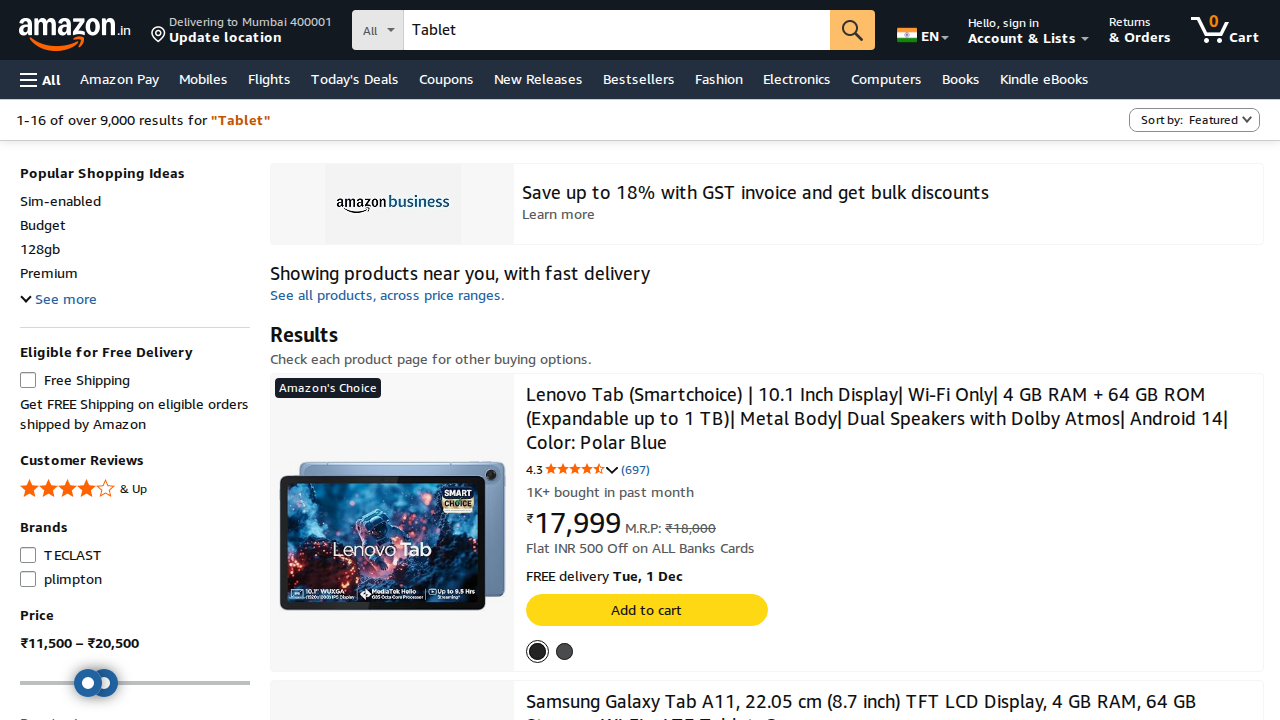 amazon.in
Delivering to Mumbai 400001
Update location
All
Tablet
EN
Hello, sign in
Account & Lists
Returns
& Orders
0
Cart
All
Amazon Pay
Mobiles
Flights
Today's Deals
Coupons
New Releases
Bestsellers
Fashion
Electronics
Computers
Books
Kindle eBooks
1-16 of over 9,000 results for "Tablet"
Sort by: Featured
Popular Shopping Ideas
Sim-enabled
Budget
128gb
Premium
See more
Eligible for Free Delivery
Free Shipping
Get FREE Shipping on eligible orders
shipped by Amazon
Customer Reviews
& Up
Brands
TECLAST
plimpton
Price
₹11,500 – ₹20,500
amazon business
Save up to 18% with GST invoice and get bulk discounts
Learn more
Showing products near you, with fast delivery
See all products, across price ranges.
Results
Check each product page for other buying options.
Amazon's Choice
SMART
CHOICE
Lenovo Tab
Lenovo Tab (Smartchoice) | 10.1 Inch Display| Wi-Fi Only| 4 GB RAM + 64 GB ROM
(Expandable up to 1 TB)| Metal Body| Dual Speakers with Dolby Atmos| Android 14|
Color: Polar Blue
4.3 (697)
1K+ bought in past month
₹17,999 M.R.P: ₹18,000
Flat INR 500 Off on ALL Banks Cards
FREE delivery Tue, 1 Dec
Add to cart
Samsung Galaxy Tab A11, 22.05 cm (8.7 inch) TFT LCD Display, 4 GB RAM, 64 GB